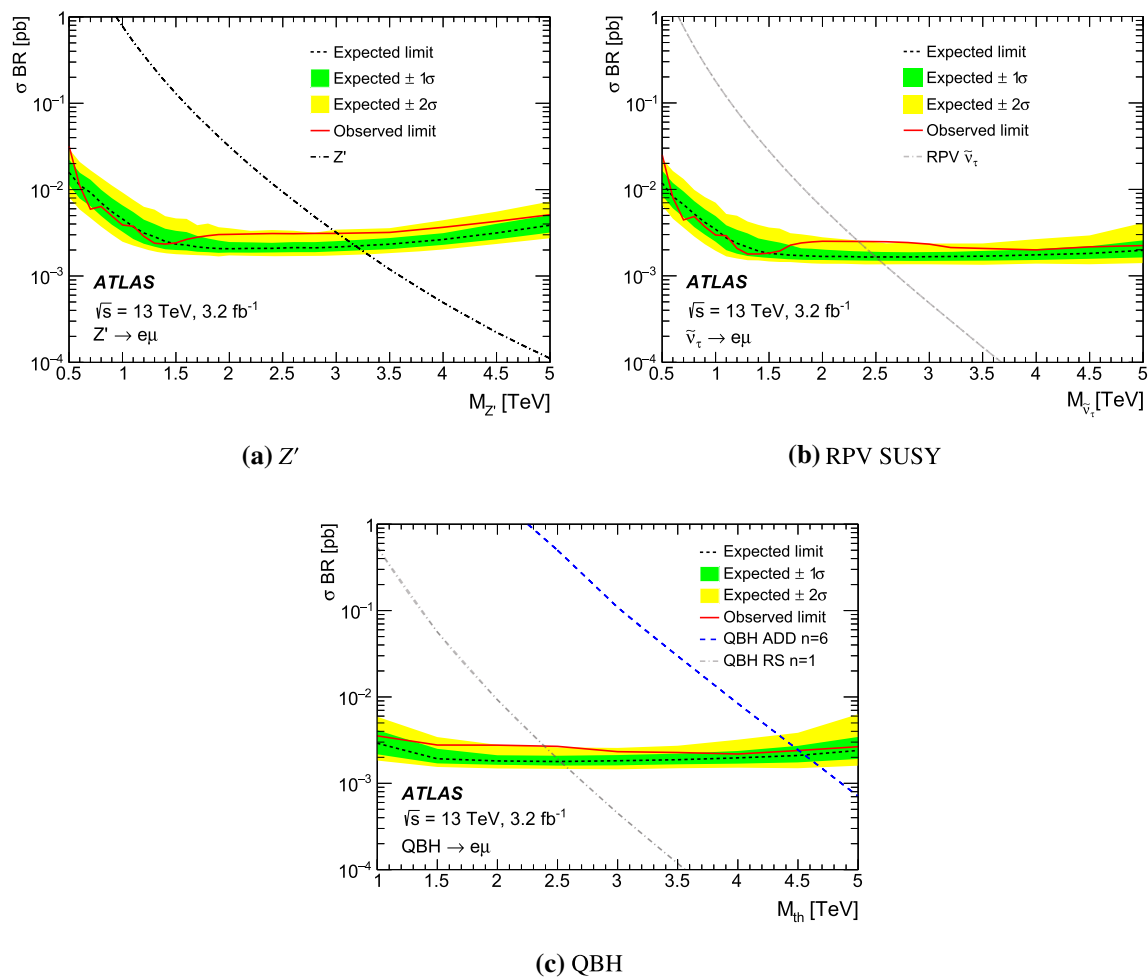 σ BR [pb]
1
10⁻¹
10⁻²
10⁻³
10⁻⁴
Expected limit
Expected ± 1σ
Expected ± 2σ
Observed limit
Z'
ATLAS
√s = 13 TeV, 3.2 fb⁻¹
Z' → eμ
0.5 1 1.5 2 2.5 3 3.5 4 4.5 5
M_Z' [TeV]
(a) Z'
σ BR [pb]
1
10⁻¹
10⁻²
10⁻³
10⁻⁴
Expected limit
Expected ± 1σ
Expected ± 2σ
Observed limit
RPV ν̃_τ
ATLAS
√s = 13 TeV, 3.2 fb⁻¹
ν̃_τ → eμ
0.5 1 1.5 2 2.5 3 3.5 4 4.5 5
M_ν̃_τ [TeV]
(b) RPV SUSY
σ BR [pb]
1
10⁻¹
10⁻²
10⁻³
10⁻⁴
Expected limit
Expected ± 1σ
Expected ± 2σ
Observed limit
QBH ADD n=6
QBH RS n=1
ATLAS
√s = 13 TeV, 3.2 fb⁻¹
QBH → eμ
1 1.5 2 2.5 3 3.5 4 4.5 5
M_th [TeV]
(c) QBH